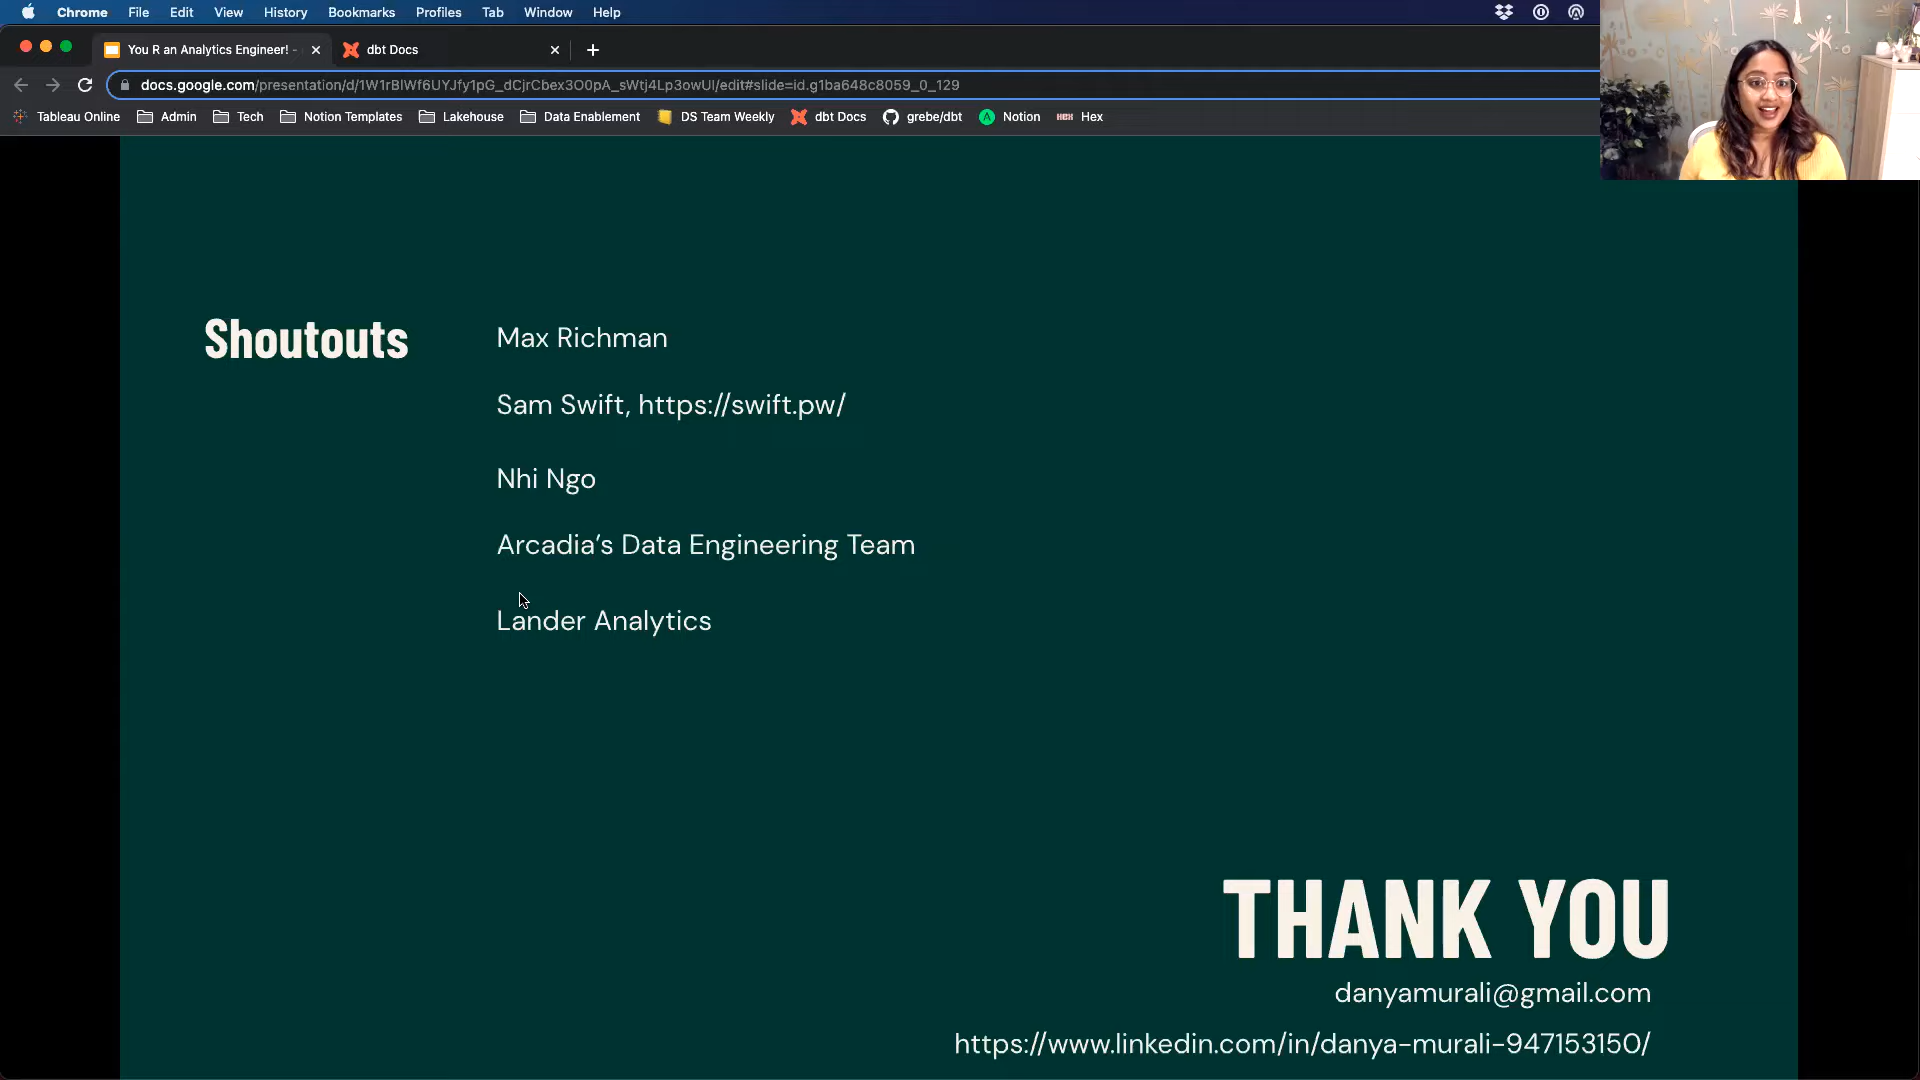 Chrome File Edit View History Bookmarks Profiles Tab Window Help
You R an Analytics Engineer! -
dbt Docs
docs.google.com/presentation/d/1W1rBlWf6UYJfy1pG_dCjrCbex3O0pA_sWtj4Lp3owUI/edit#slide=id.g1ba648c8059_0_129
Tableau Online Admin Tech Notion Templates Lakehouse Data Enablement DS Team Weekly dbt Docs grebe/dbt Notion HEX Hex
Shoutouts
Max Richman
Sam Swift, https://swift.pw/
Nhi Ngo
Arcadia’s Data Engineering Team
Lander Analytics
THANK YOU
danyamurali@gmail.com
https://www.linkedin.com/in/danya-murali-947153150/